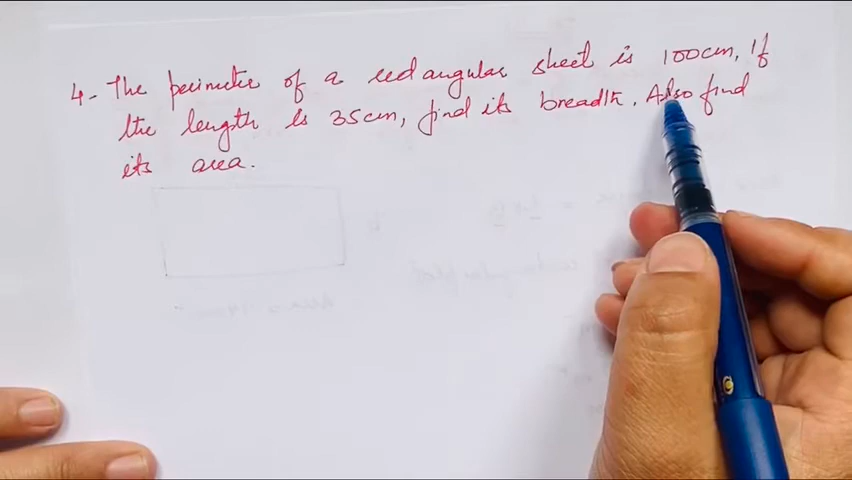 4- The perimeter of a rectangular sheet is 100cm, If
the length is 35cm, find its breadth. Also find
its area.